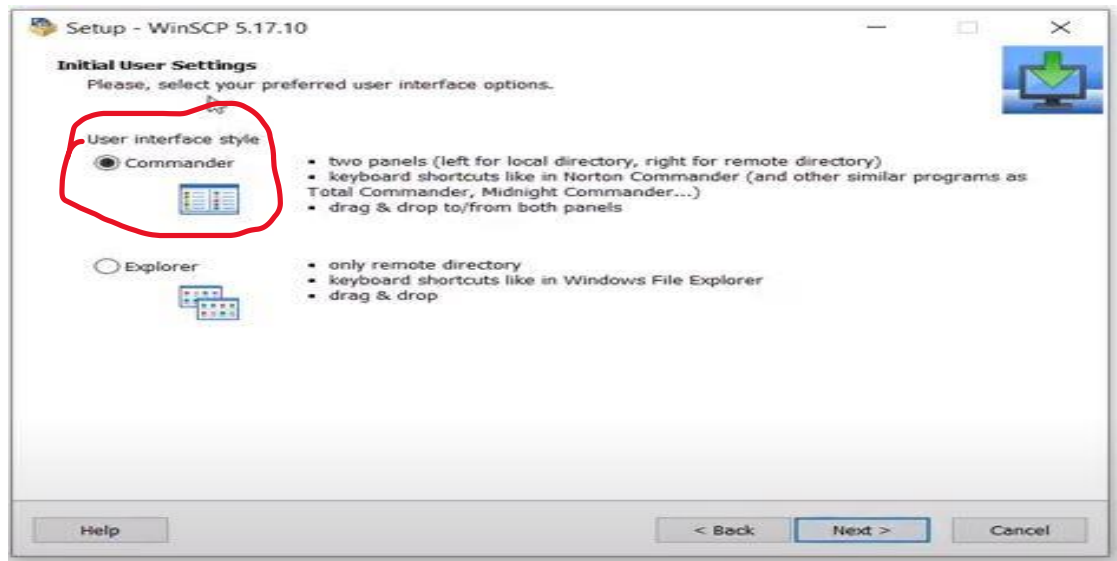 Setup - WinSCP 5.17.10
Initial User Settings
Please, select your preferred user interface options.
User interface style
Commander
• two panels (left for local directory, right for remote directory)
• keyboard shortcuts like in Norton Commander (and other similar programs as
Total Commander, Midnight Commander...)
• drag & drop to/from both panels
Explorer
• only remote directory
• keyboard shortcuts like in Windows File Explorer
• drag & drop
Help
< Back
Next >
Cancel